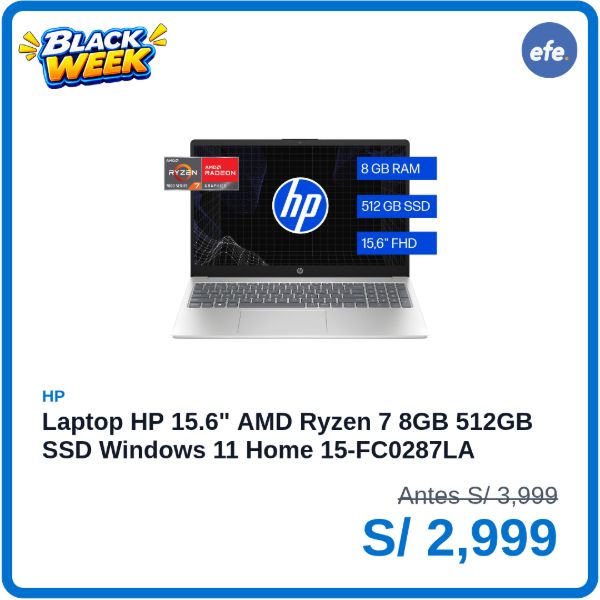 BLACK
WEEK
efe.
AMD
RYZEN
7
AMD
RADEON
GRAPHICS
8 GB RAM
512 GB SSD
15,6" FHD
hp
HP
Laptop HP 15.6" AMD Ryzen 7 8GB 512GB
SSD Windows 11 Home 15-FC0287LA
Antes S/ 3,999
S/ 2,999